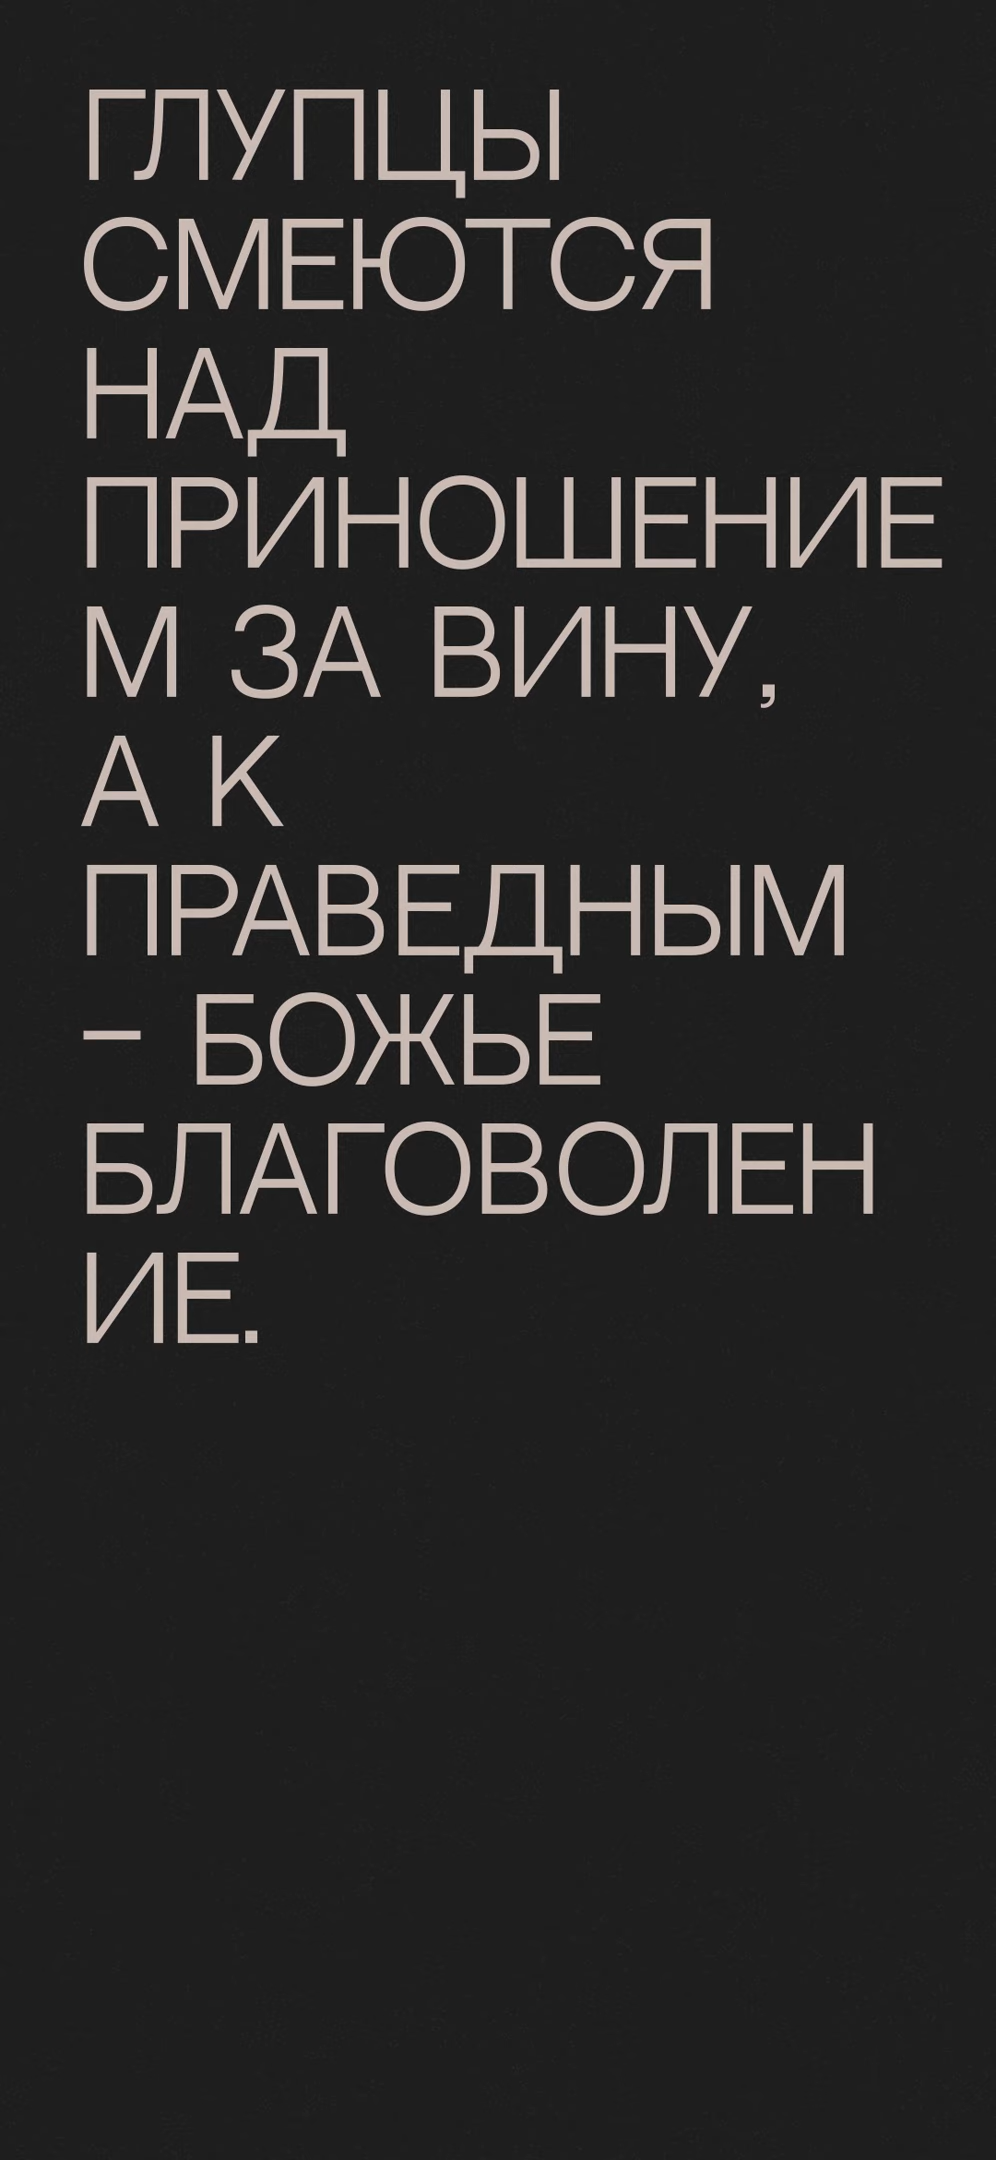 ГЛУПЦЫ
СМЕЮТСЯ
НАД
ПРИНОШЕНИЕ
М ЗА ВИНУ,
А К
ПРАВЕДНЫМ
– БОЖЬЕ
БЛАГОВОЛЕН
ИЕ.